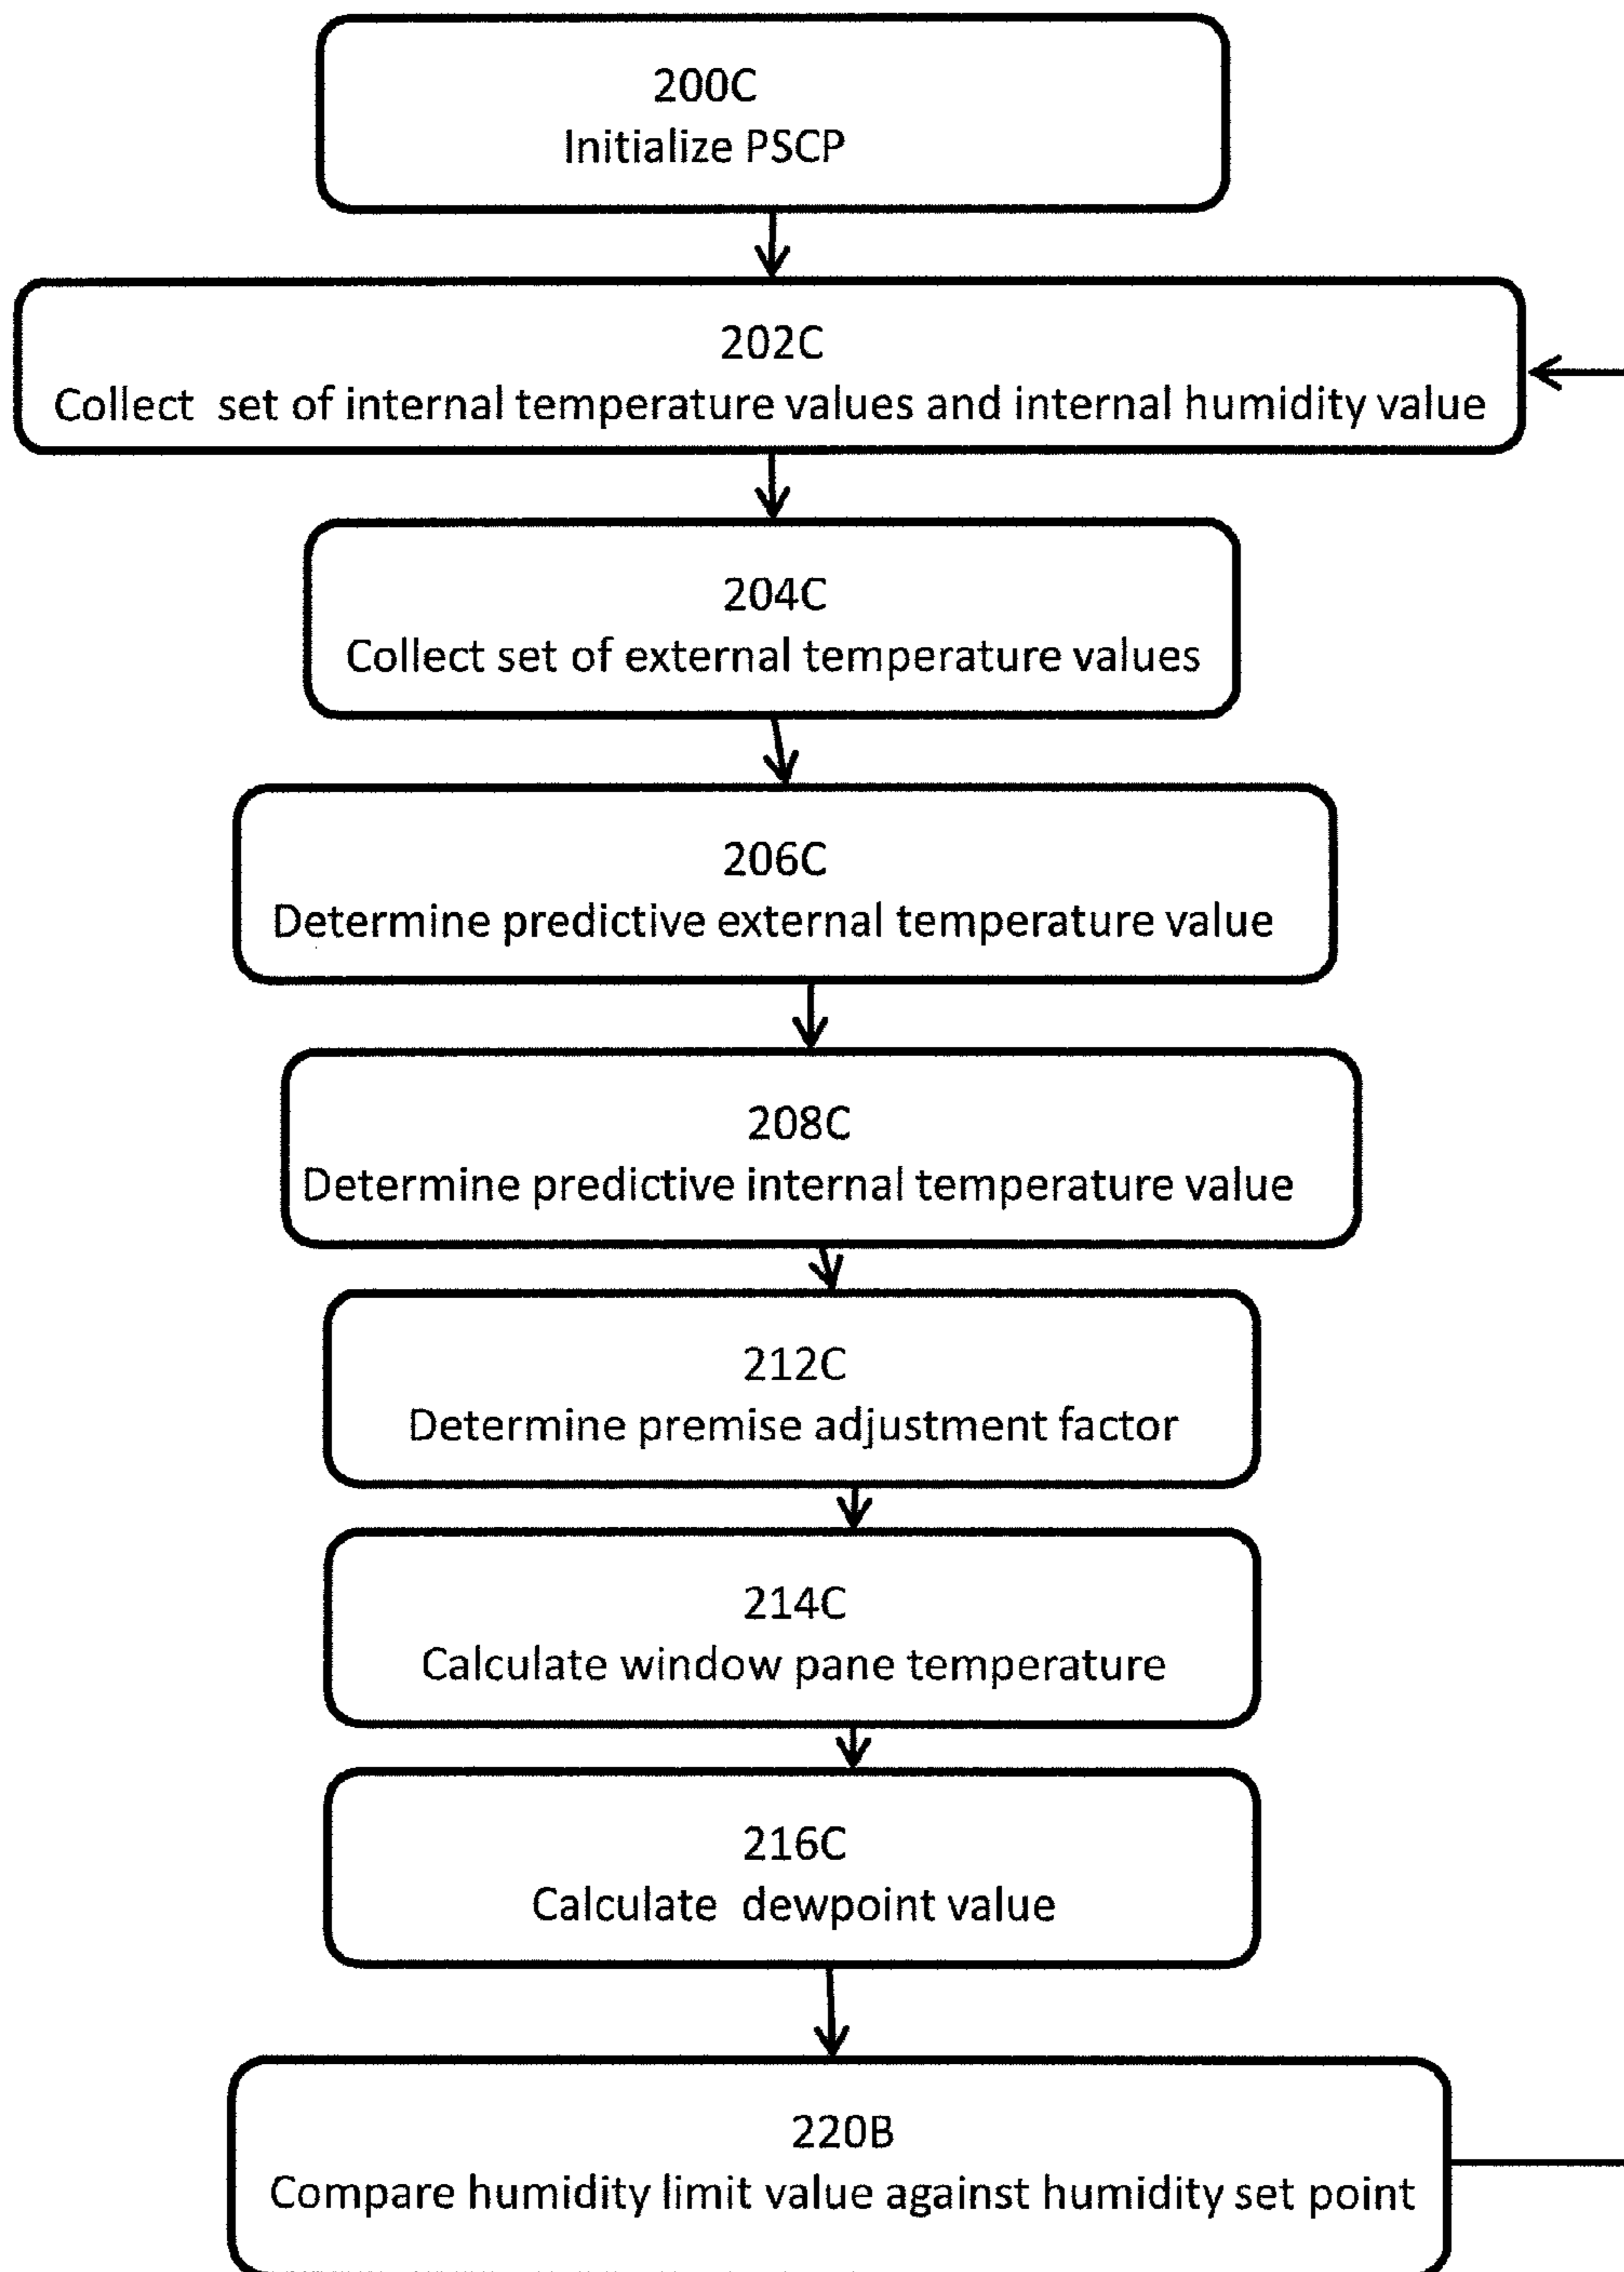 200C
Initialize PSCP
202C
Collect set of internal temperature values and internal humidity value
204C
Collect set of external temperature values
206C
Determine predictive external temperature value
208C
Determine predictive internal temperature value
212C
Determine premise adjustment factor
214C
Calculate window pane temperature
216C
Calculate dewpoint value
220B
Compare humidity limit value against humidity set point